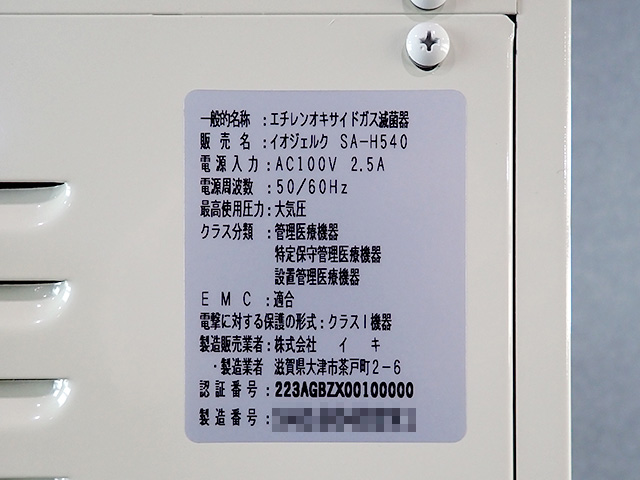 一般的名称：エチレンオキサイドガス滅菌器
販売名：イオジェルク SA-H540
電源入力：AC100V 2.5A
電源周波数：50/60Hz
最高使用圧力：大気圧
クラス分類：管理医療機器
特定保守管理医療機器
設置管理医療機器
EMC：適合
電撃に対する保護の形式：クラスⅠ機器
製造販売業者：株式会社 イキ
・製造業者 滋賀県大津市茶戸町2-6
認証番号：223AGBZX00100000
製造番号：